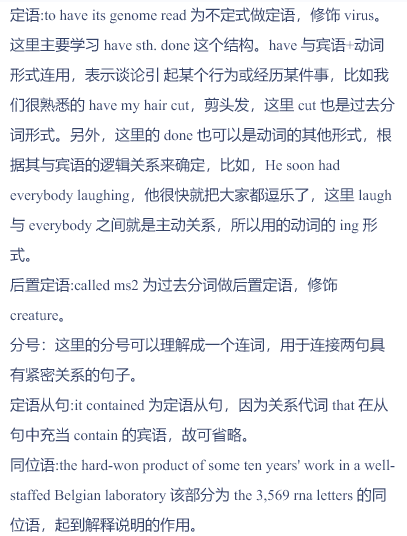 定语:to have its genome read 为不定式做定语，修饰 virus。
这里主要学习 have sth. done 这个结构。have 与宾语+动词
形式连用，表示谈论引 起某个行为或经历某件事，比如我
们很熟悉的 have my hair cut，剪头发，这里 cut 也是过去分
词形式。另外，这里的 done 也可以是动词的其他形式，根
据其与宾语的逻辑关系来确定，比如，He soon had
everybody laughing，他很快就把大家都逗乐了，这里 laugh
与 everybody 之间就是主动关系，所以用的动词的 ing 形
式。
后置定语:called ms2 为过去分词做后置定语，修饰
creature。
分号：这里的分号可以理解成一个连词，用于连接两句具
有紧密关系的句子。
定语从句:it contained 为定语从句，因为关系代词 that 在从
句中充当 contain 的宾语，故可省略。
同位语:the hard-won product of some ten years' work in a well-
staffed Belgian laboratory 该部分为 the 3,569 rna letters 的同
位语，起到解释说明的作用。